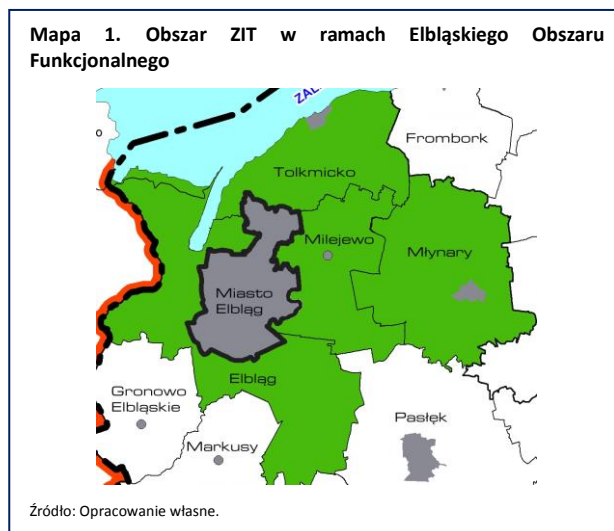 Mapa 1. Obszar ZIT w ramach Elbląskiego Obszaru
Funkcjonalnego
Frombork
Tolkmicko
Milejewo
Młynary
Miasto
Elbląg
Elbląg
Gronowo
Elbląskie
Markusy
Pasłęk
Źródło: Opracowanie własne.